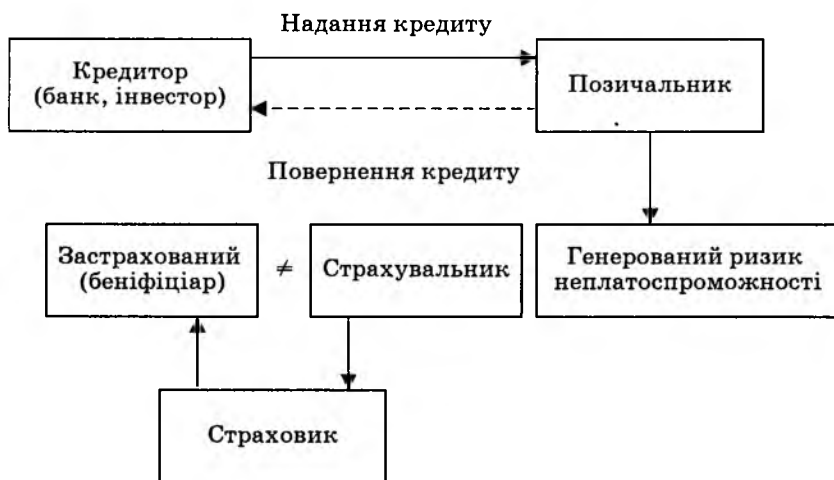 Надання кредиту
Кредитор
(банк, інвестор)
Позичальник
Повернення кредиту
Застрахований
(беніфіціар)
≠
Страхувальник
Генерований ризик
неплатоспроможності
Страховик